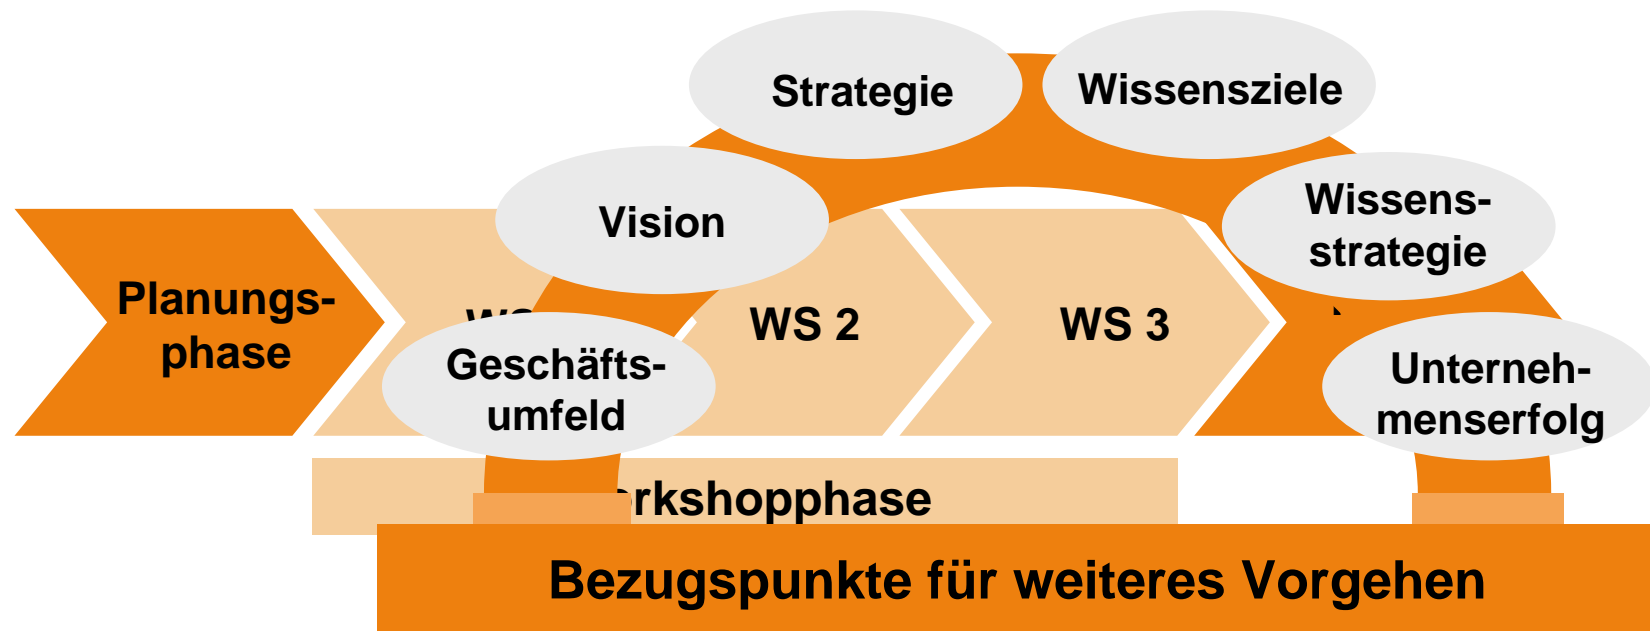 Strategie
Wissensziele
Vision
Wissens-
strategie
Planungs-
phase
WS 2
WS 3
Geschäfts-
umfeld
Unterneh-
menserfolg
Bezugspunkte für weiteres Vorgehen